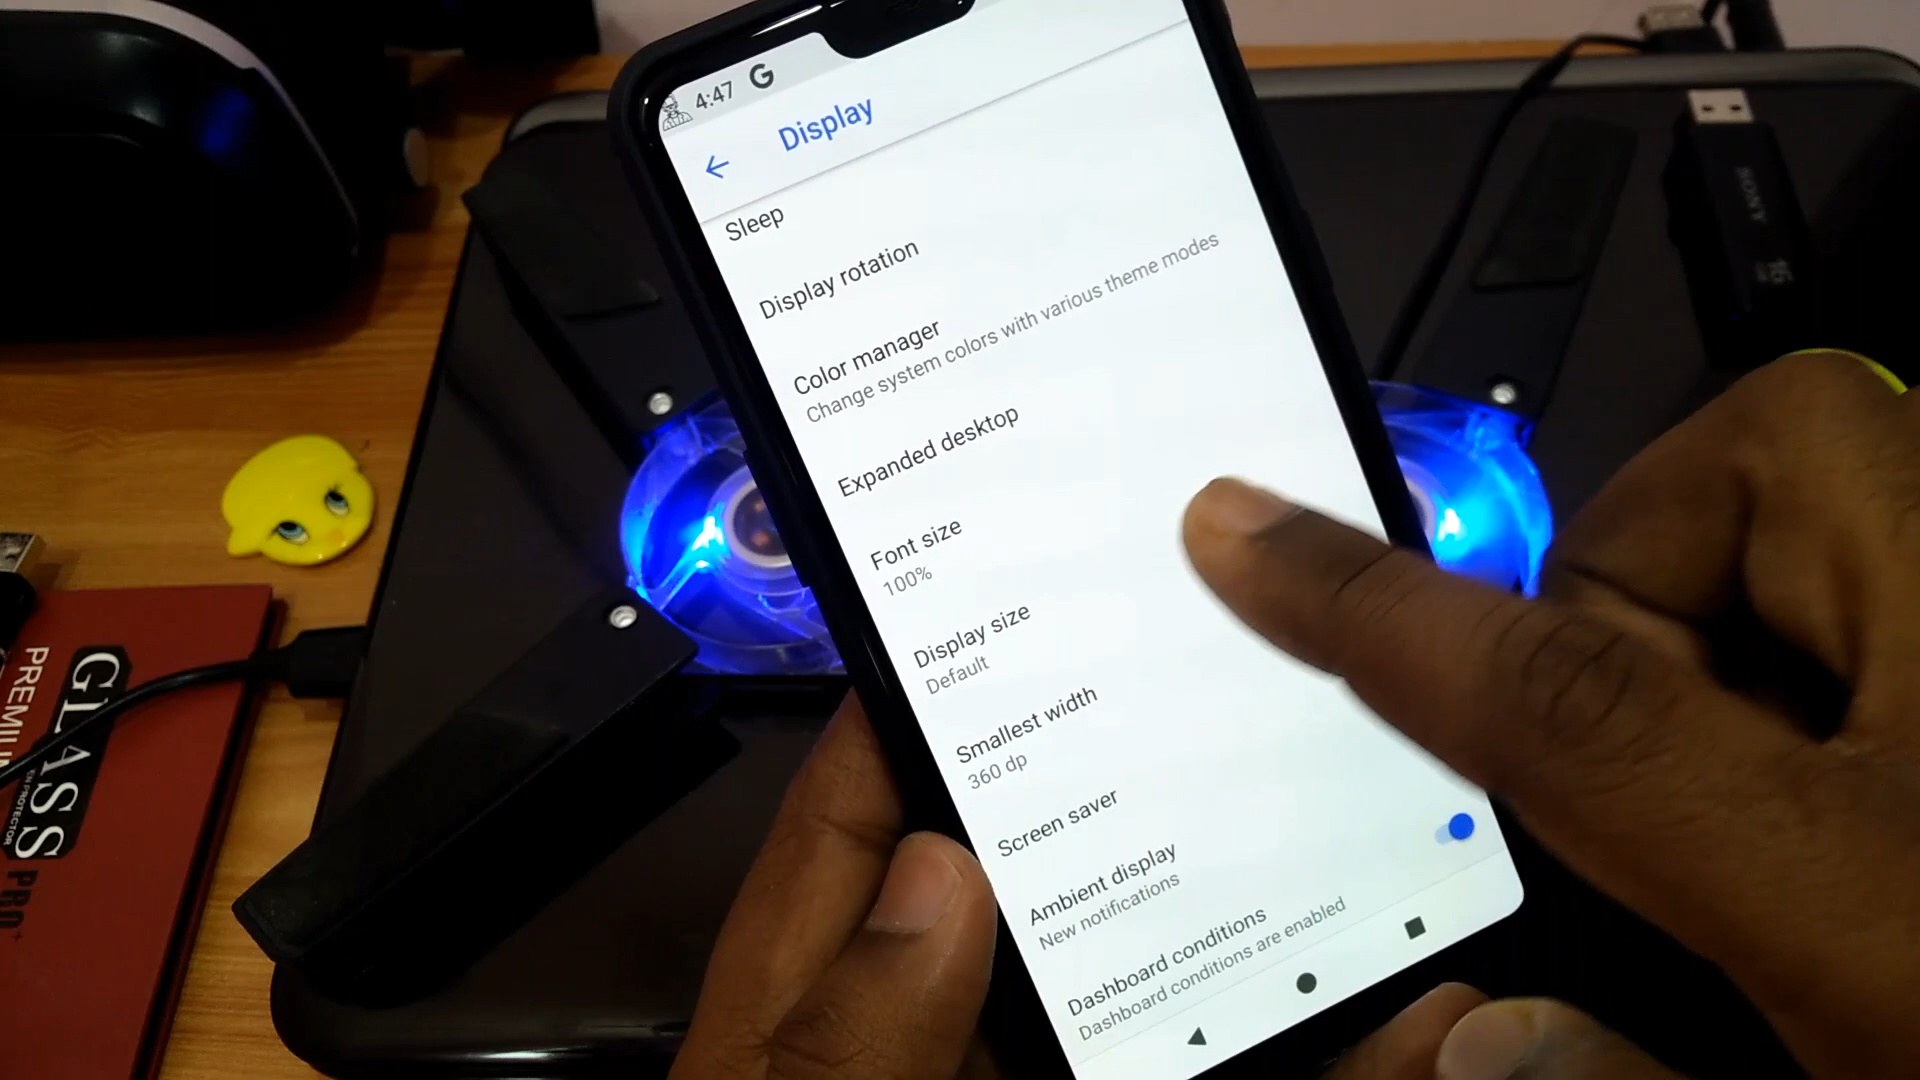 4:47 G
Display
Sleep
Display rotation
Color manager
Change system colors with various theme modes
Expanded desktop
Font size
100%
Display size
Default
Smallest width
360 dp
Screen saver
Ambient display
New notifications
Dashboard conditions
Dashboard conditions are enabled
SONY
16
GLASS
PRO+